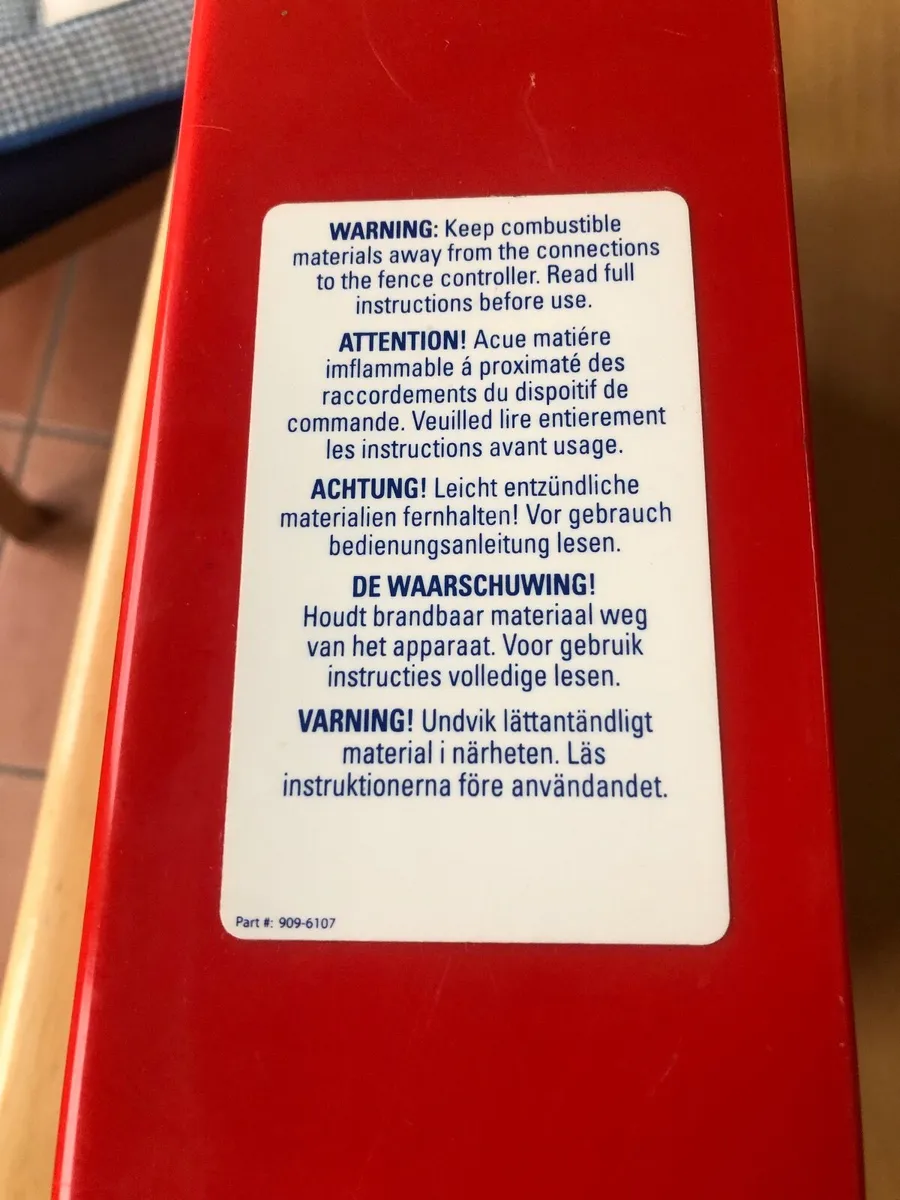 WARNING: Keep combustible
materials away from the connections
to the fence controller. Read full
instructions before use.
ATTENTION! Acue matiére
imflammable á proximaté des
raccordements du dispoitif de
commande. Veuilled lire entierement
les instructions avant usage.
ACHTUNG! Leicht entzündliche
materialien fernhalten! Vor gebrauch
bedienungsanleitung lesen.
DE WAARSCHUWING!
Houdt brandbaar materiaal weg
van het apparaat. Voor gebruik
instructies volledige lesen.
VARNING! Undvik lättantändligt
material i närheten. Läs
instruktionerna före användandet.
Part #: 909-6107